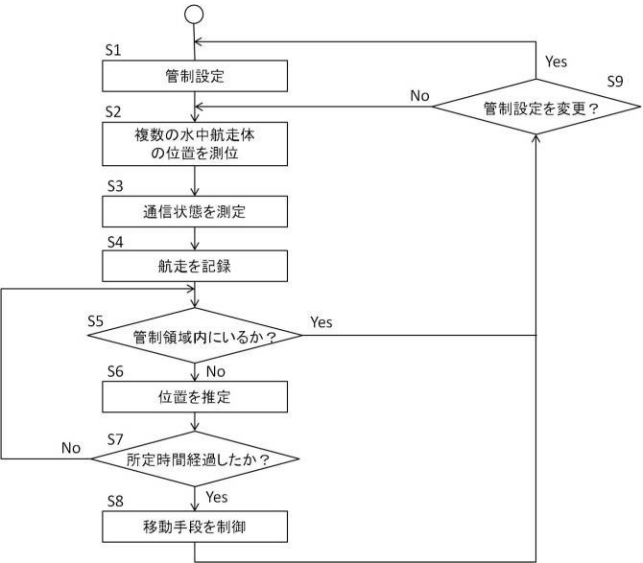 S1
管制設定
S2
複数の水中航走体
の位置を測位
S3
通信状態を測定
S4
航走を記録
S5
管制領域内にいるか？
Yes
No
S6
位置を推定
S7
所定時間経過したか？
No
Yes
S8
移動手段を制御
S9
管制設定を変更？
Yes
No